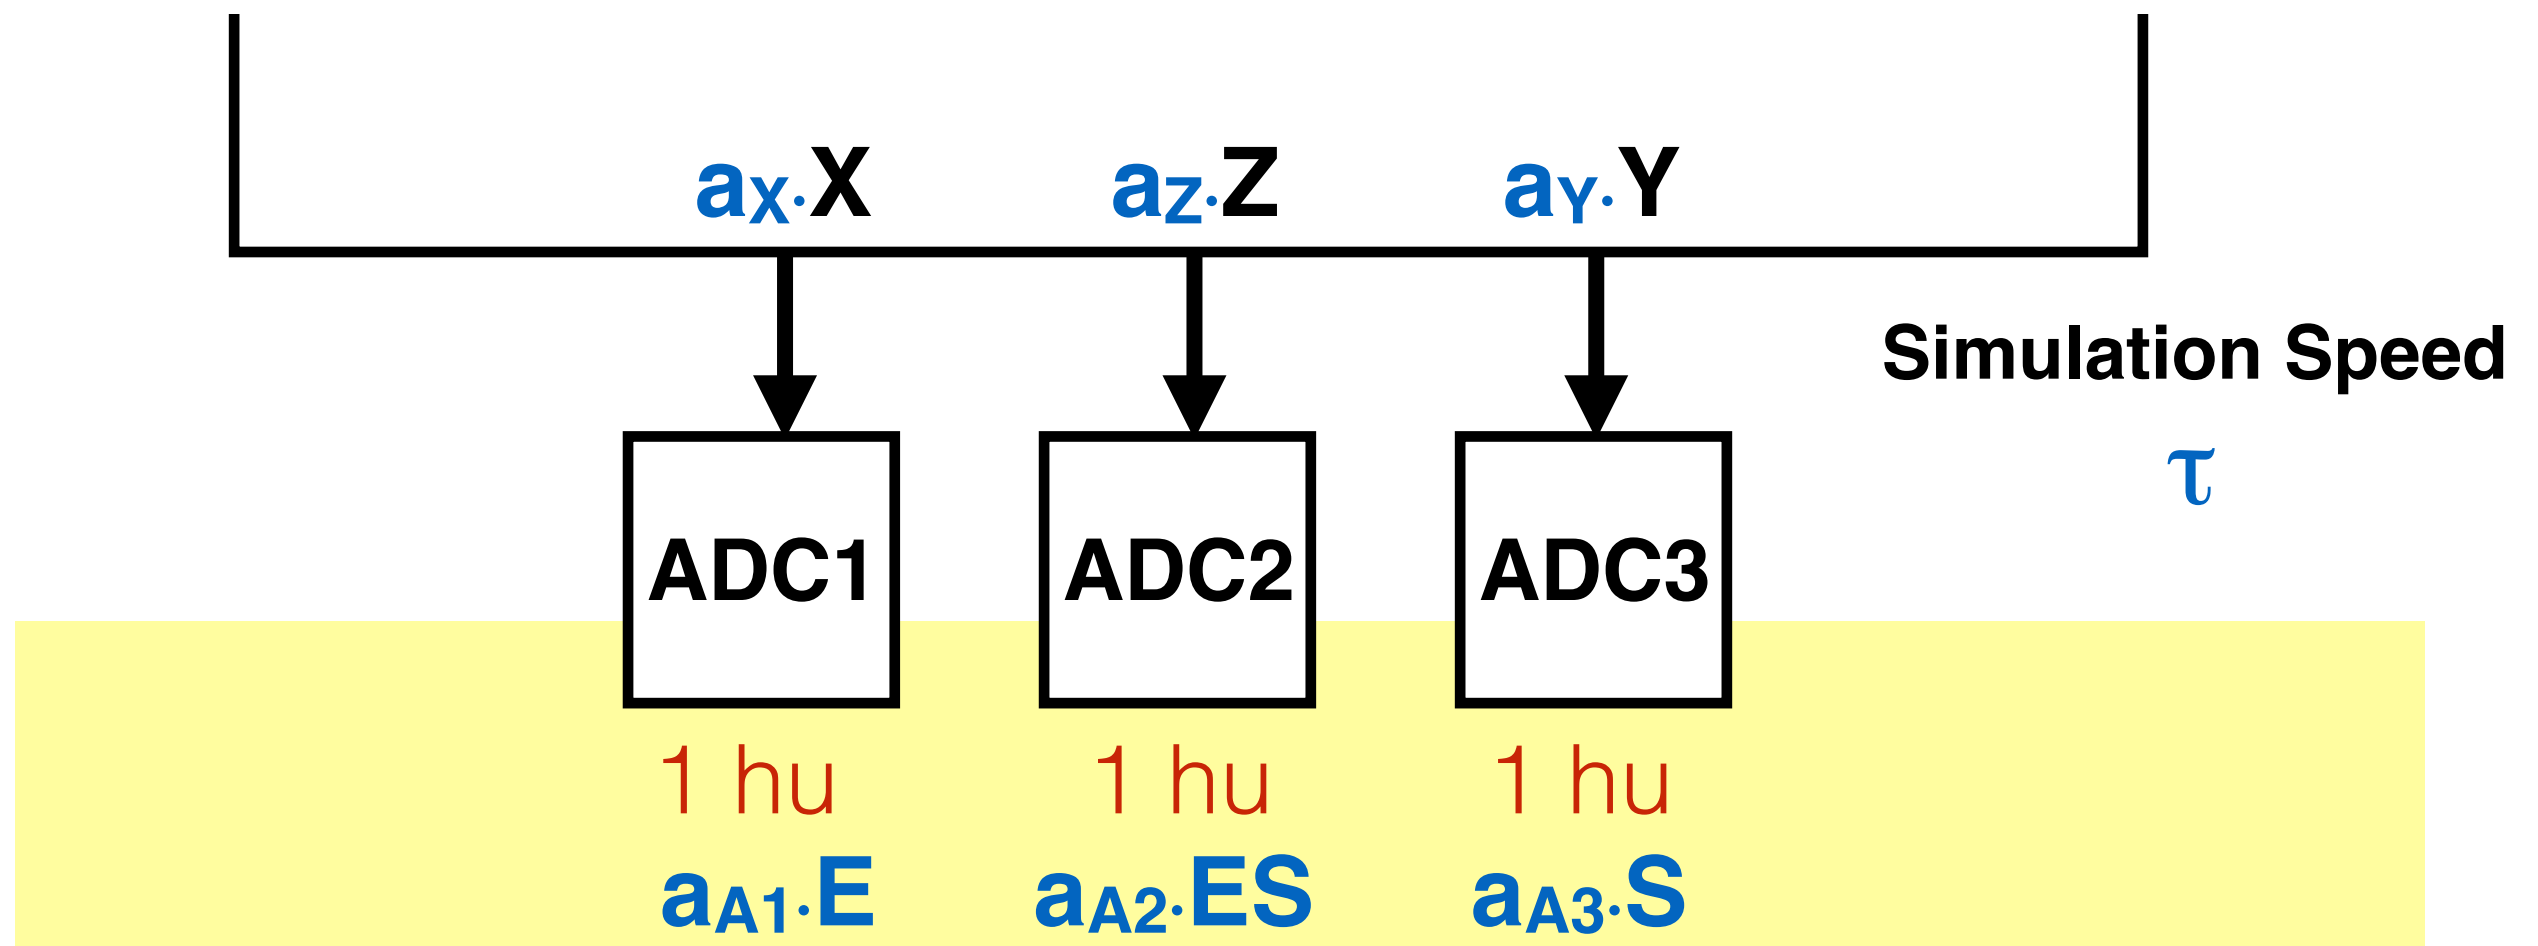 aX·X aZ·Z aY·Y
Simulation Speed
τ
ADC1 ADC2 ADC3
1 hu 1 hu 1 hu
aA1·E aA2·ES aA3·S